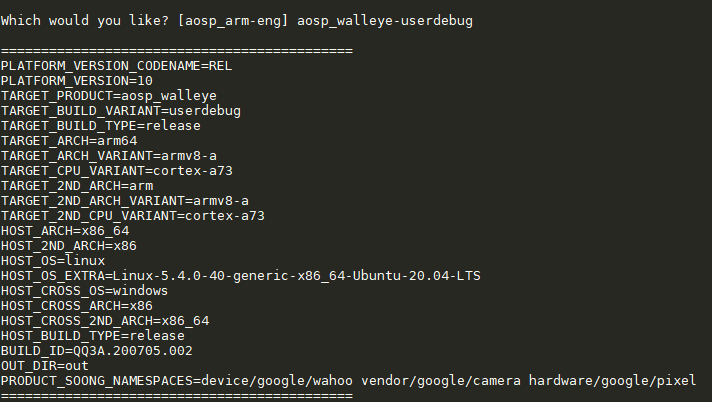 Which would you like? [aosp_arm-eng] aosp_walleye-userdebug
============================================
PLATFORM_VERSION_CODENAME=REL
PLATFORM_VERSION=10
TARGET_PRODUCT=aosp_walleye
TARGET_BUILD_VARIANT=userdebug
TARGET_BUILD_TYPE=release
TARGET_ARCH=arm64
TARGET_ARCH_VARIANT=armv8-a
TARGET_CPU_VARIANT=cortex-a73
TARGET_2ND_ARCH=arm
TARGET_2ND_ARCH_VARIANT=armv8-a
TARGET_2ND_CPU_VARIANT=cortex-a73
HOST_ARCH=x86_64
HOST_2ND_ARCH=x86
HOST_OS=linux
HOST_OS_EXTRA=Linux-5.4.0-40-generic-x86_64-Ubuntu-20.04-LTS
HOST_CROSS_OS=windows
HOST_CROSS_ARCH=x86
HOST_CROSS_2ND_ARCH=x86_64
HOST_BUILD_TYPE=release
BUILD_ID=QQ3A.200705.002
OUT_DIR=out
PRODUCT_SOONG_NAMESPACES=device/google/wahoo vendor/google/camera hardware/google/pixel
============================================